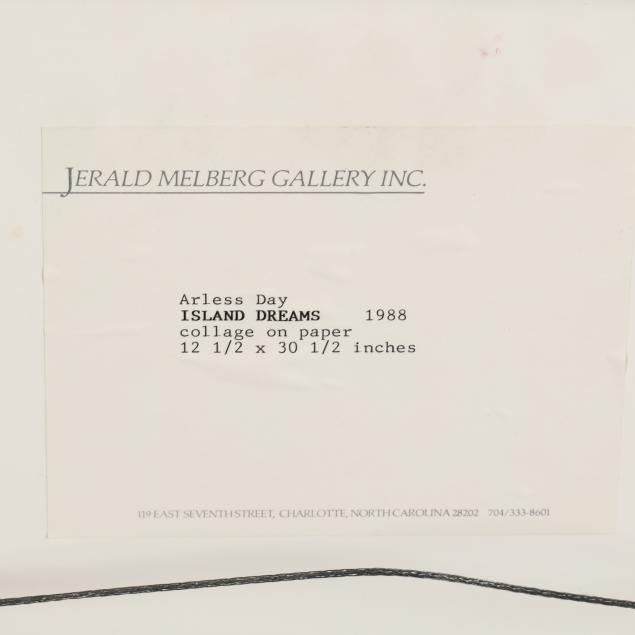 JERALD MELBERG GALLERY INC.
Arless Day
ISLAND DREAMS 1988
collage on paper
12 1/2 x 30 1/2 inches
119 EAST SEVENTH STREET, CHARLOTTE, NORTH CAROLINA 28202 704/333-8601